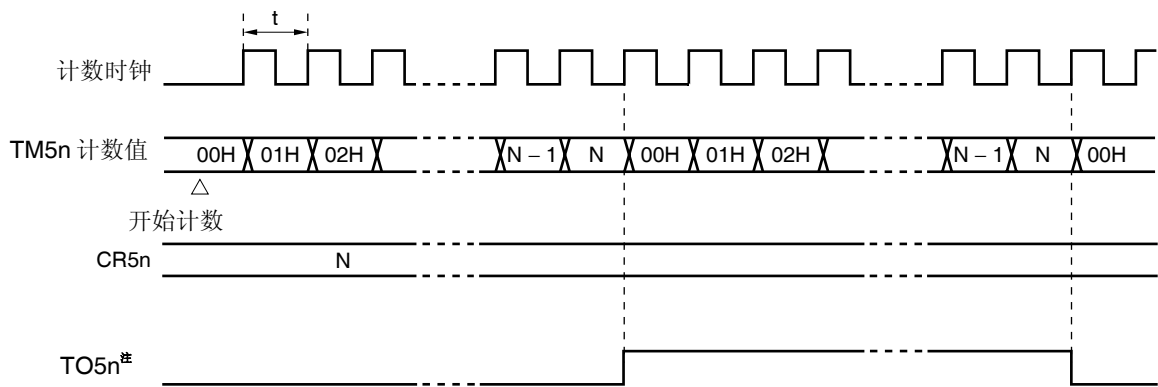 t
计数时钟
TM5n 计数值
00H 01H 02H N – 1 N 00H 01H 02H N – 1 N 00H
△
开始计数
CR5n
N
TO5n注